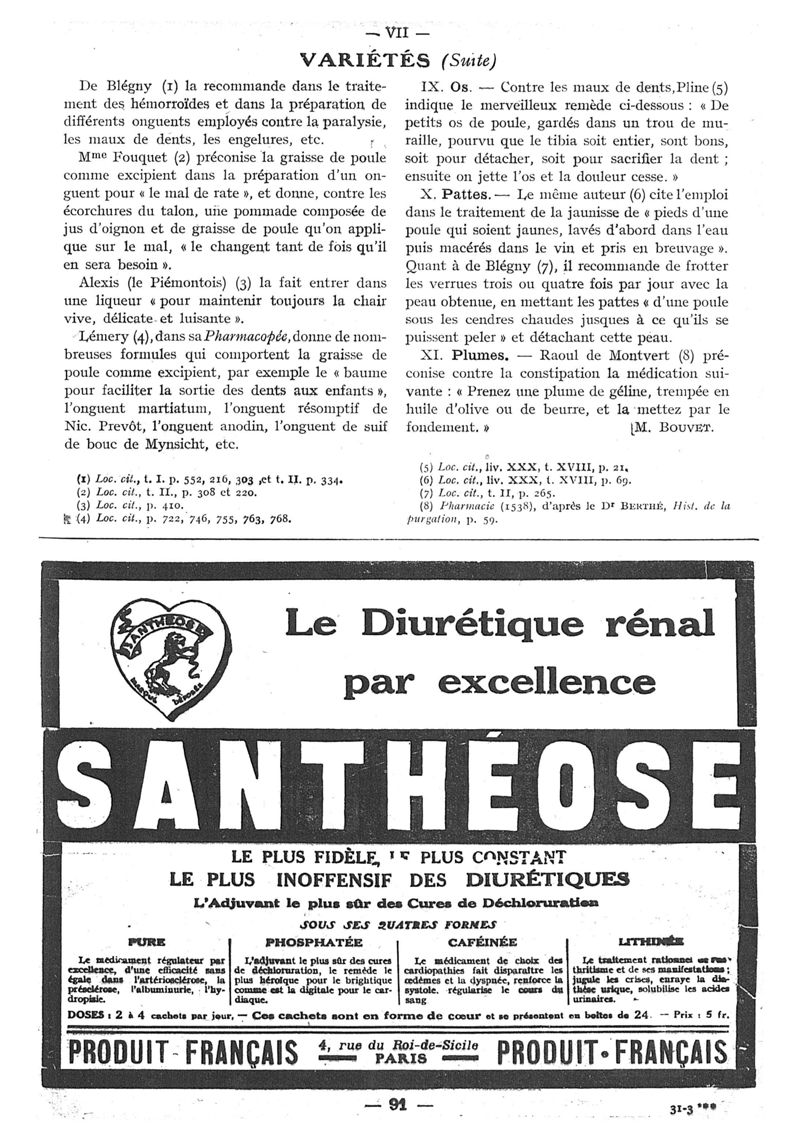 — VII —
VARIÉTÉS (Suite)
De Blégny (1) la recommande dans le traite-
ment des hémorroïdes et dans la préparation de
différents onguents employés contre la paralysie,
les maux de dents, les engelures, etc.
Mme Fouquet (2) préconise la graisse de poule
comme excipient dans la préparation d'un on-
guent pour « le mal de rate », et donne, contre les
écorchures du talon, une pommade composée de
jus d'oignon et de graisse de poule qu'on appli-
que sur le mal, « le changent tant de fois qu'il
en sera besoin ».
Alexis (le Piémontois) (3) la fait entrer dans
une liqueur « pour maintenir toujours la chair
vive, délicate et luisante ».
Lémery (4), dans sa Pharmacopée, donne de nom-
breuses formules qui comportent la graisse de
poule comme excipient, par exemple le « baume
pour faciliter la sortie des dents aux enfants »,
l'onguent martiatum, l'onguent résomptif de
Nic. Prevôt, l'onguent anodin, l'onguent de suif
de bouc de Mynsicht, etc.
(1) Loc. cit., t. I. p. 552, 216, 303 et t. II. p. 334.
(2) Loc. cit., t. II., p. 308 et 220.
(3) Loc. cit., p. 410.
(4) Loc. cit., p. 722, 746, 755, 763, 768.
IX. Os. — Contre les maux de dents, Pline (5)
indique le merveilleux remède ci-dessous : « De
petits os de poule, gardés dans un trou de mu-
raille, pourvu que le tibia soit entier, sont bons,
soit pour détacher, soit pour sacrifier la dent ;
ensuite on jette l'os et la douleur cesse. »
X. Pattes. — Le même auteur (6) cite l'emploi
dans le traitement de la jaunisse de « pieds d'une
poule qui soient jaunes, lavés d'abord dans l'eau
puis macérés dans le vin et pris en breuvage ».
Quant à de Blégny (7), il recommande de frotter
les verrues trois ou quatre fois par jour avec la
peau obtenue, en mettant les pattes « d'une poule
sous les cendres chaudes jusques à ce qu'ils se
puissent peler » et détachant cette peau.
XI. Plumes. — Raoul de Montvert (8) pré-
conise contre la constipation la médication sui-
vante : « Prenez une plume de géline, trempée en
huile d'olive ou de beurre, et la mettez par le
fondement. » M. BOUVET.
(5) Loc. cit., liv. XXX, t. XVIII, p. 21.
(6) Loc. cit., liv. XXX, t. XVIII, p. 69.
(7) Loc. cit., t. II, p. 265.
(8) Pharmacie (1538), d'après le Dr BERTHÉ, Hist. de la
purgation, p. 59.
SANTHÉOSE
MARQUE DÉPOSÉE
Le Diurétique rénal
par excellence
SANTHÉOSE
LE PLUS FIDÈLE, LE PLUS CONSTANT
LE PLUS INOFFENSIF DES DIURÉTIQUES
L'Adjuvant le plus sûr des Cures de Déchloruration
SOUS SES QUATRES FORMES
PURE
Le médicament régulateur par
excellence, d'une efficacité sans
égale dans l'artériosclérose, la
présclérose, l'albuminurie, l'hy-
dropisie.
PHOSPHATÉE
L'adjuvant le plus sûr des cures
de déchloruration, le remède le
plus héroïque pour le brightique
comme est la digitale pour le car-
diaque.
CAFÉINÉE
Le médicament de choix des
cardiopathies fait disparaître les
œdèmes et la dyspnée, renforce la
systole. régularise le cours du
sang
LITHINÉE
Le traitement rationnel de l'ar-
thritisme et de ses manifestations ;
jugule les crises, enraye la dia-
thèse urique, solubilise les acides
urinaires.
DOSES : 2 à 4 cachets par jour, — Ces cachets sont en forme de cœur et se présentent en boîtes de 24. — Prix : 5 fr.
PRODUIT-FRANÇAIS
4, rue du Roi-de-Sicile
PARIS
PRODUIT-FRANÇAIS
— 91 —
31-3 ***